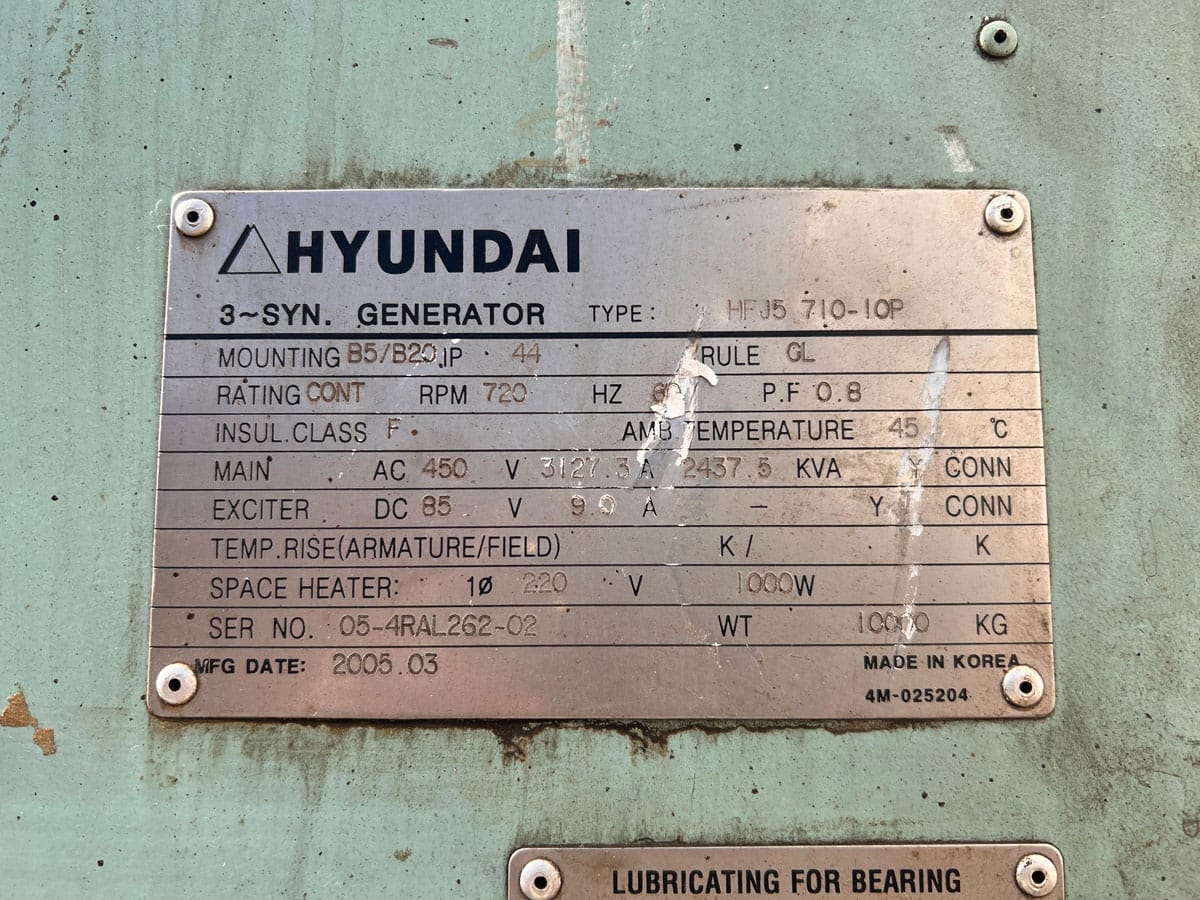 HYUNDAI
3~SYN. GENERATOR TYPE: HFJ5 710-10P
MOUNTING B5/B20 IP 44 RULE GL
RATING CONT RPM 720 HZ 60 P.F 0.8
INSUL.CLASS F AMB TEMPERATURE 45 ℃
MAIN AC 450 V 3127.3 A 2437.5 KVA Y CONN
EXCITER DC 85 V 9.0 A — Y CONN
TEMP.RISE(ARMATURE/FIELD) K / K
SPACE HEATER: 1Ø 220 V 1000W
SER NO. 05-4RAL262-02 WT 10000 KG
MFG DATE: 2005.03 MADE IN KOREA
4M-025204
LUBRICATING FOR BEARING